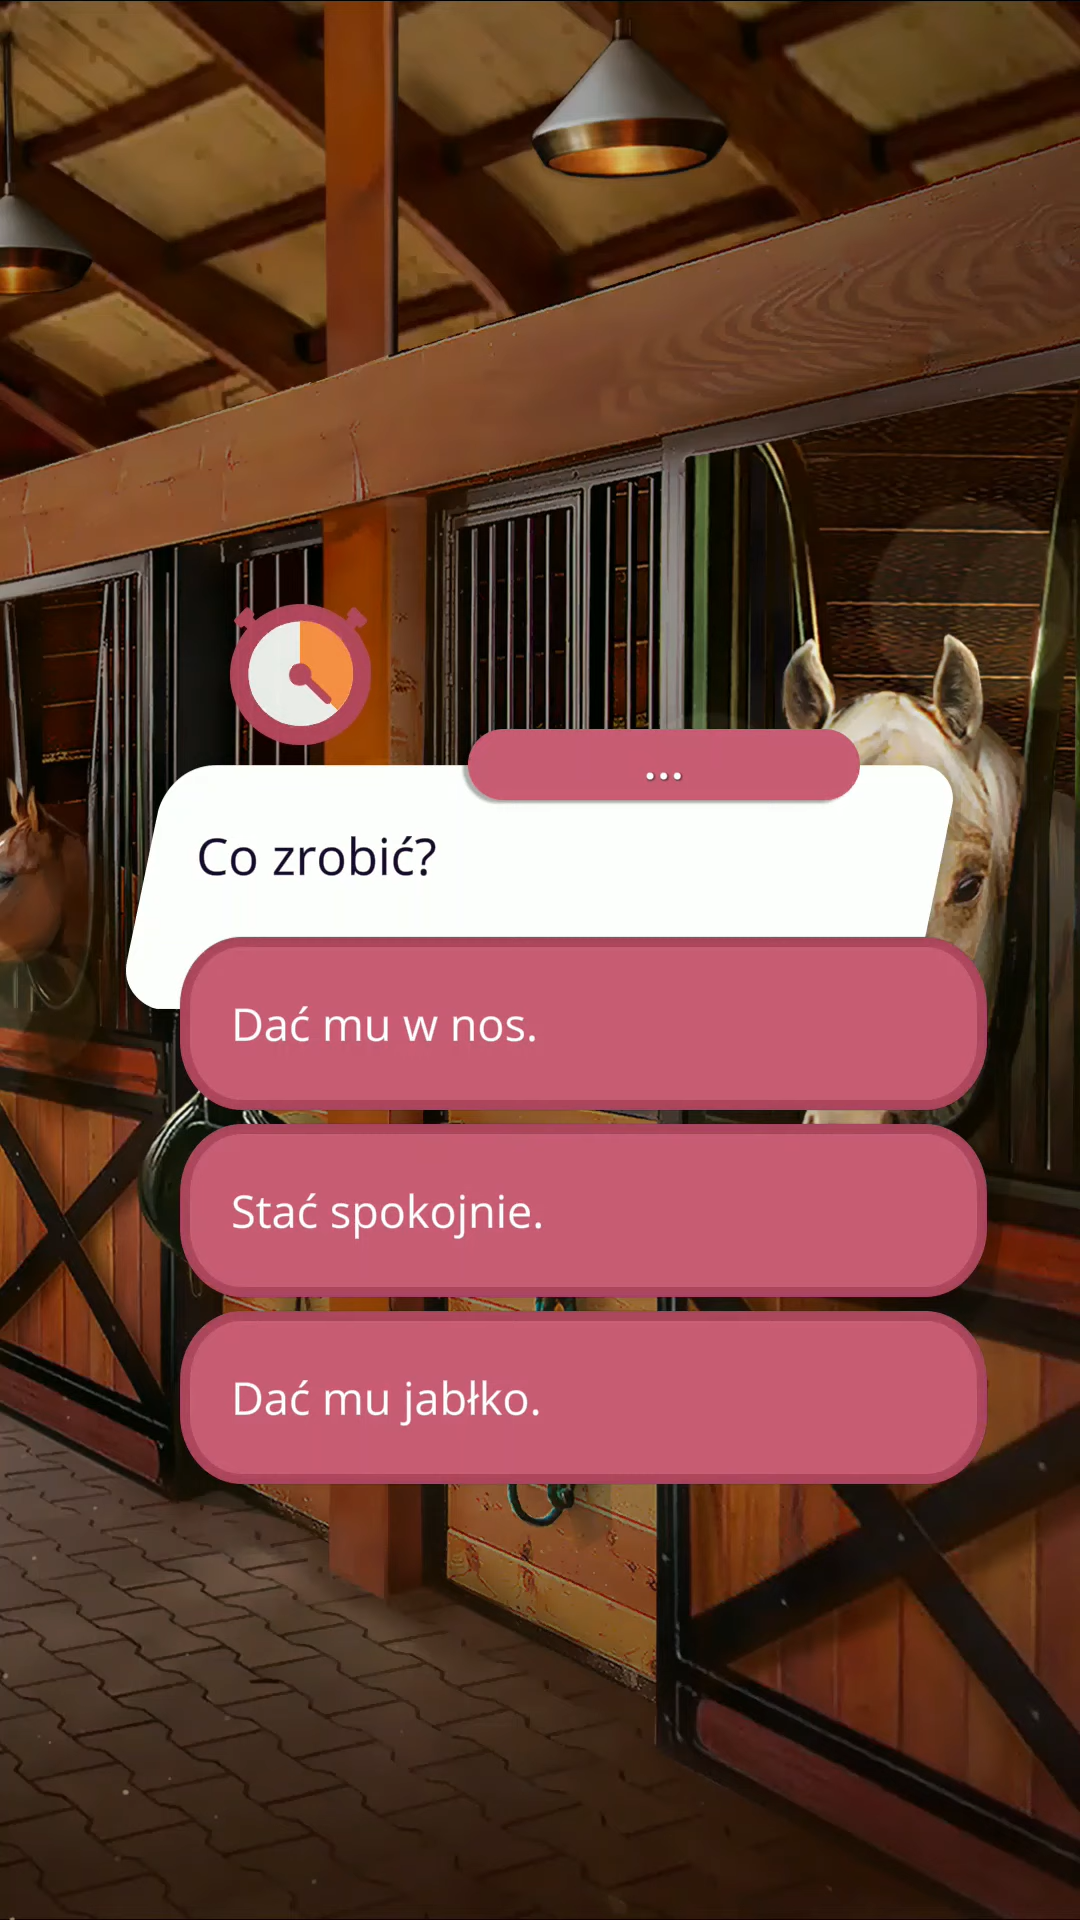 ...
Co zrobić?
Dać mu w nos.
Stać spokojnie.
Dać mu jabłko.